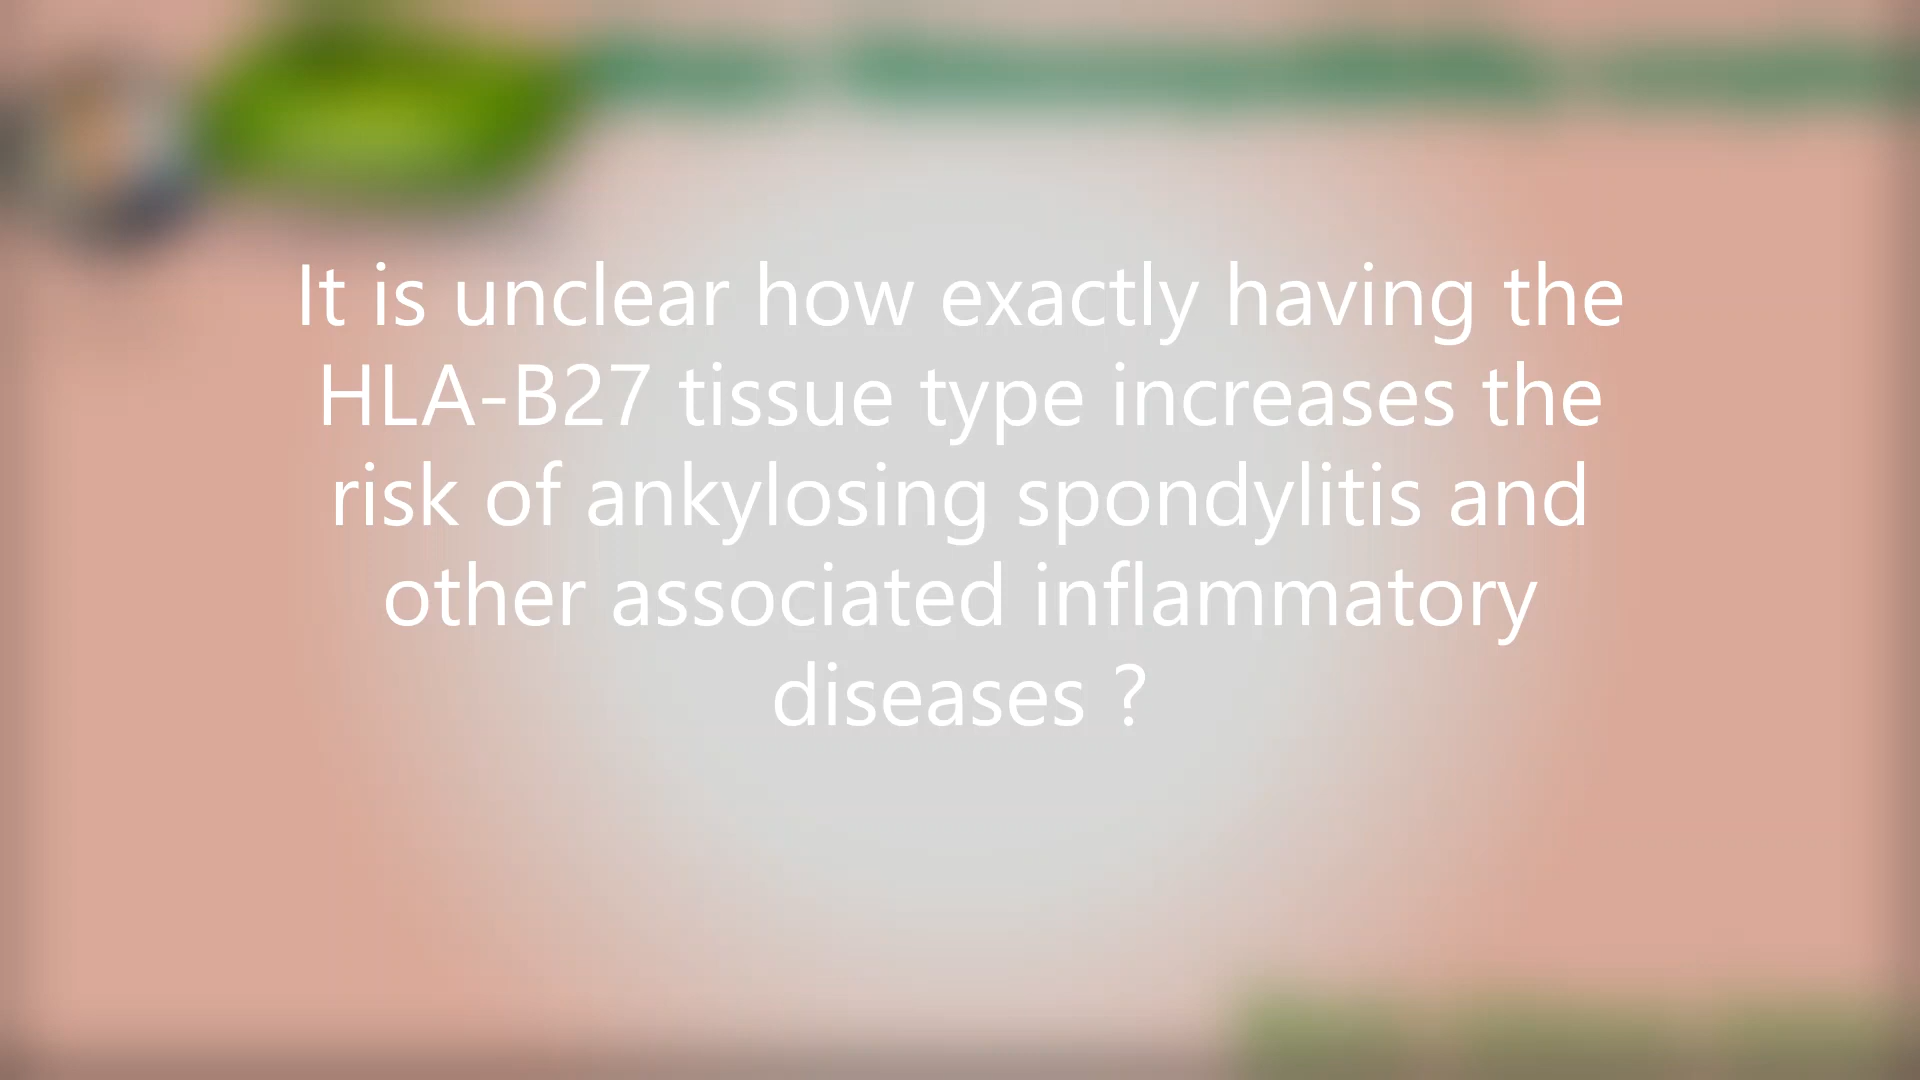 It is unclear how exactly having the
HLA-B27 tissue type increases the
risk of ankylosing spondylitis and
other associated inflammatory
diseases ?